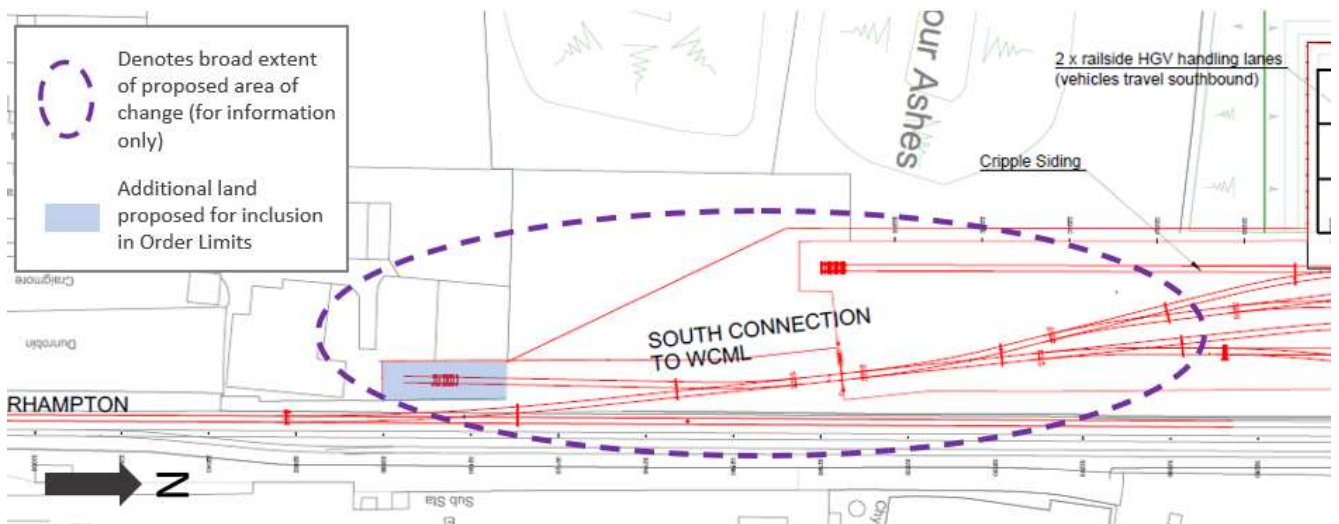 Denotes broad extent
of proposed area of
change (for information
only)
Additional land
proposed for inclusion
in Order Limits
our Ashes
2 x railside HGV handling lanes
(vehicles travel southbound)
Cripple Siding
SOUTH CONNECTION
TO WCML
Craigmore
Dunrobin
RHAMPTON
N
Sub Sta